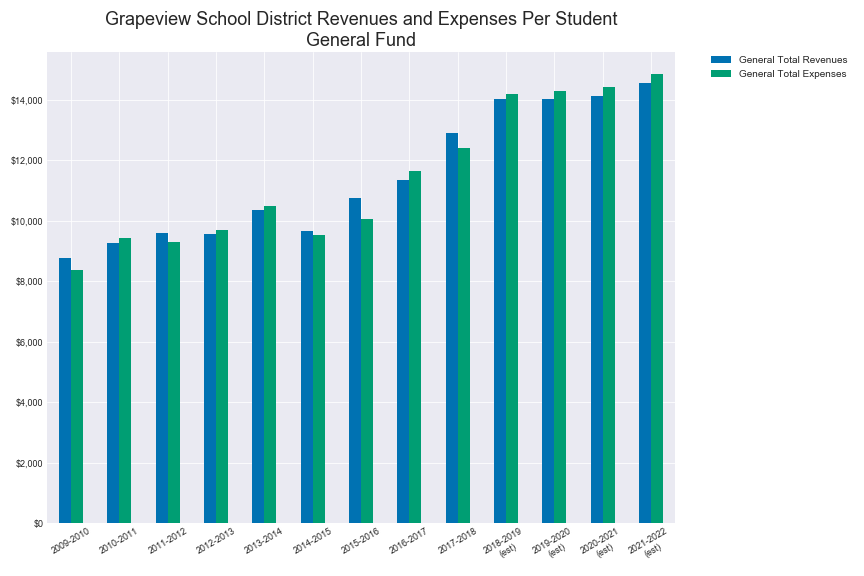 Grapeview School District Revenues and Expenses Per Student
General Fund
General Total Revenues
General Total Expenses
$14,000
$12,000
$10,000
$8,000
$6,000
$4,000
$2,000
$0
2009-2010
2010-2011
2011-2012
2012-2013
2013-2014
2014-2015
2015-2016
2016-2017
2017-2018
2018-2019
(est)
2019-2020
(est)
2020-2021
(est)
2021-2022
(est)